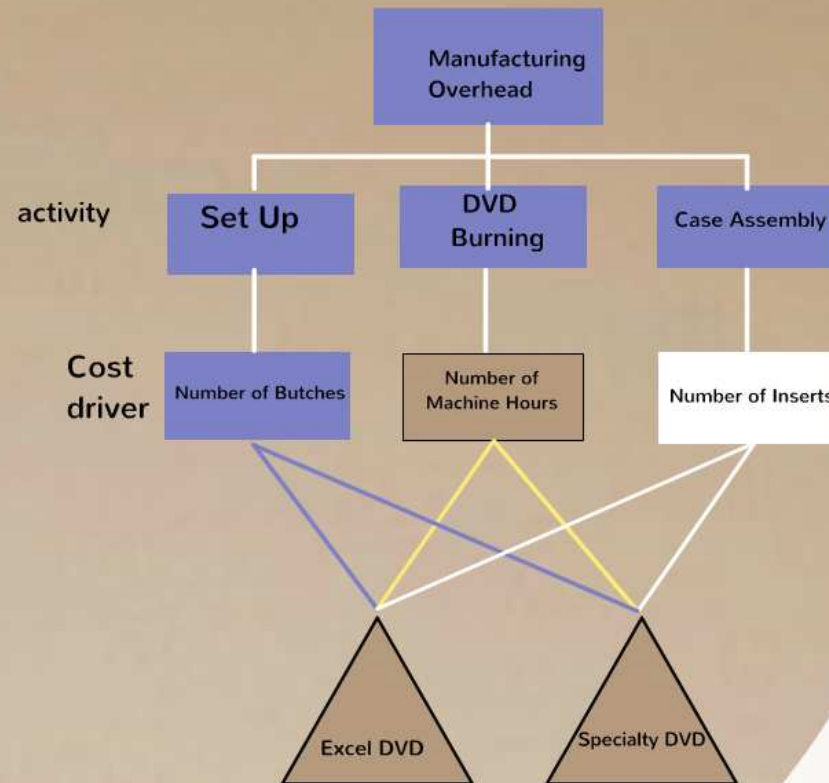 Manufacturing
Overhead
activity
Set Up
DVD
Burning
Case Assembly
Cost
driver
Number of Butches
Number of
Machine Hours
Number of Inserts
Excel DVD
Specialty DVD